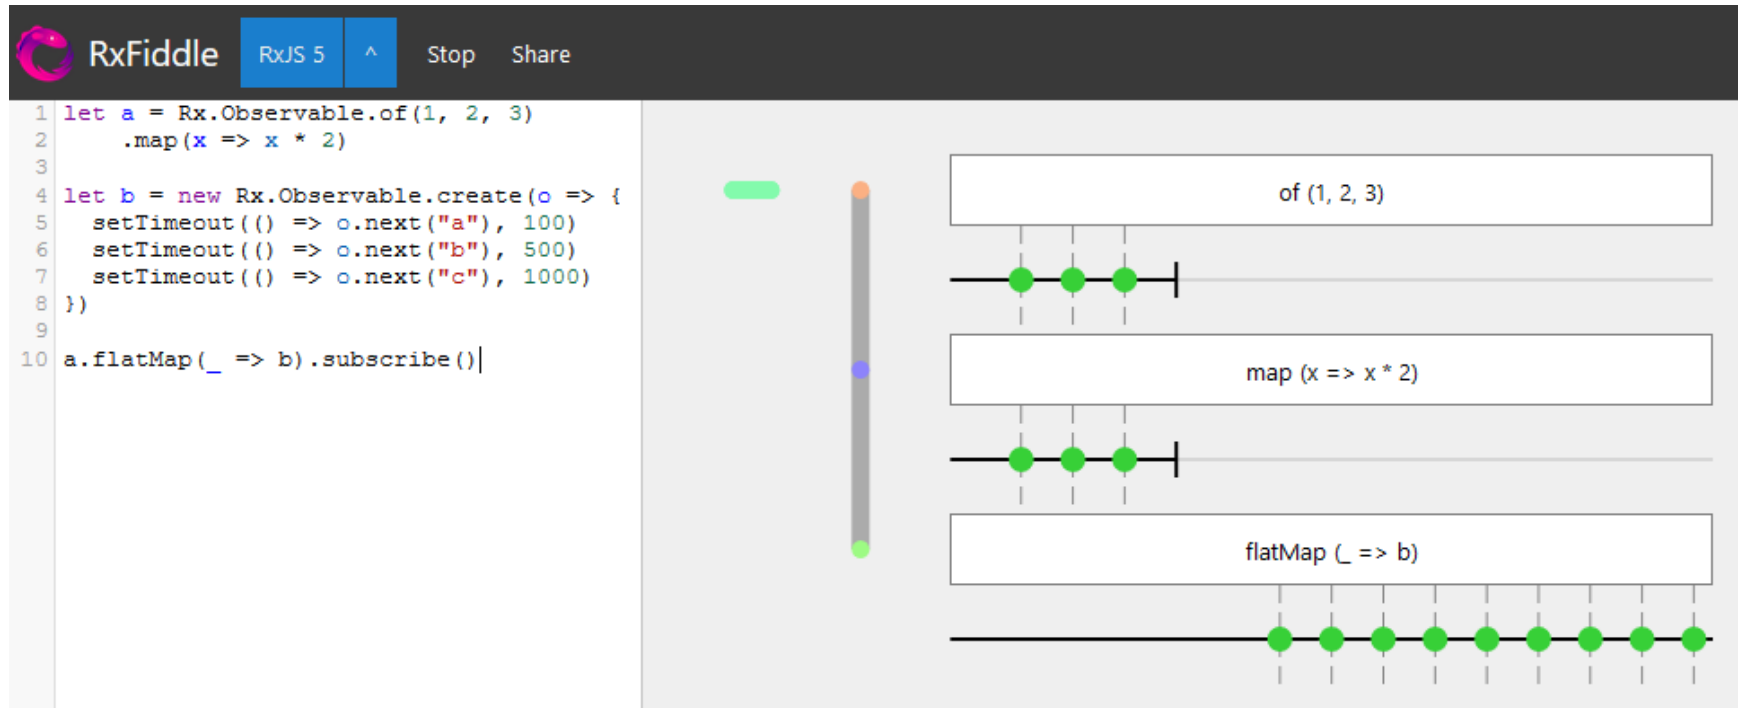 RxFiddle RxJS 5 ^ Stop Share
1 let a = Rx.Observable.of(1, 2, 3)
2     .map(x => x * 2)
3
4 let b = new Rx.Observable.create(o => {
5   setTimeout(() => o.next("a"), 100)
6   setTimeout(() => o.next("b"), 500)
7   setTimeout(() => o.next("c"), 1000)
8 })
9
10 a.flatMap(_ => b).subscribe()
of (1, 2, 3)
map (x => x * 2)
flatMap (_ => b)